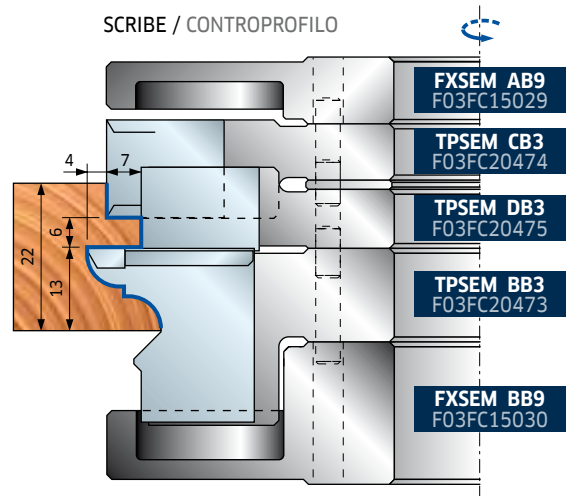 SCRIBE / CONTROPROFILO
FXSEM AB9
F03FC15029
TPSEM CB3
F03FC20474
4
7
TPSEM DB3
F03FC20475
6
22
13
TPSEM BB3
F03FC20473
FXSEM BB9
F03FC15030